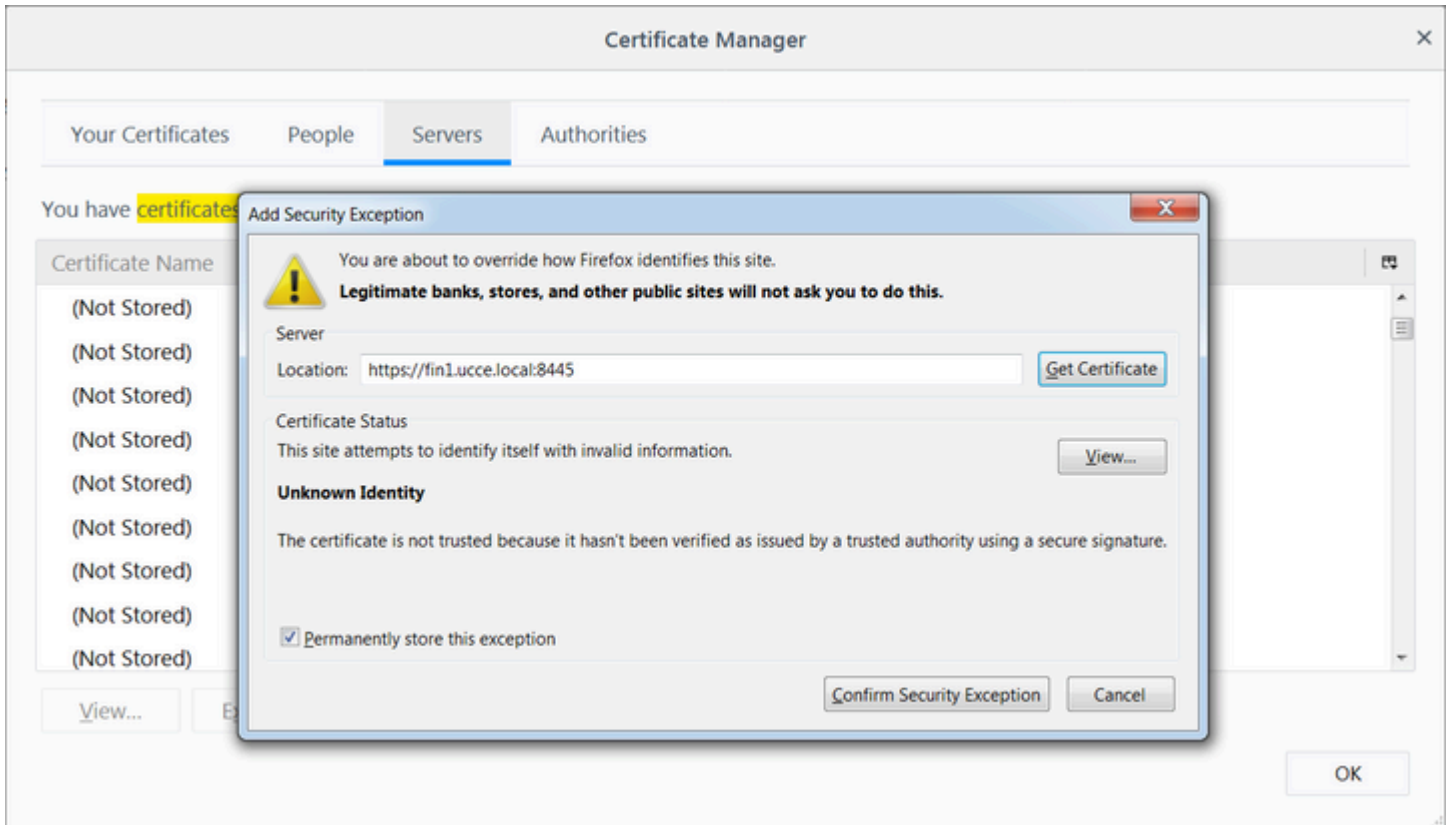 Certificate Manager
Your Certificates People Servers Authorities
You have certificates
Add Security Exception
You are about to override how Firefox identifies this site.
Legitimate banks, stores, and other public sites will not ask you to do this.
Server
Location: https://fin1.ucce.local:8445 Get Certificate
Certificate Status
This site attempts to identify itself with invalid information.
View...
Unknown Identity
The certificate is not trusted because it hasn't been verified as issued by a trusted authority using a secure signature.
Permanently store this exception
Confirm Security Exception Cancel
Certificate Name
(Not Stored)
(Not Stored)
(Not Stored)
(Not Stored)
(Not Stored)
(Not Stored)
(Not Stored)
(Not Stored)
(Not Stored)
View...
OK